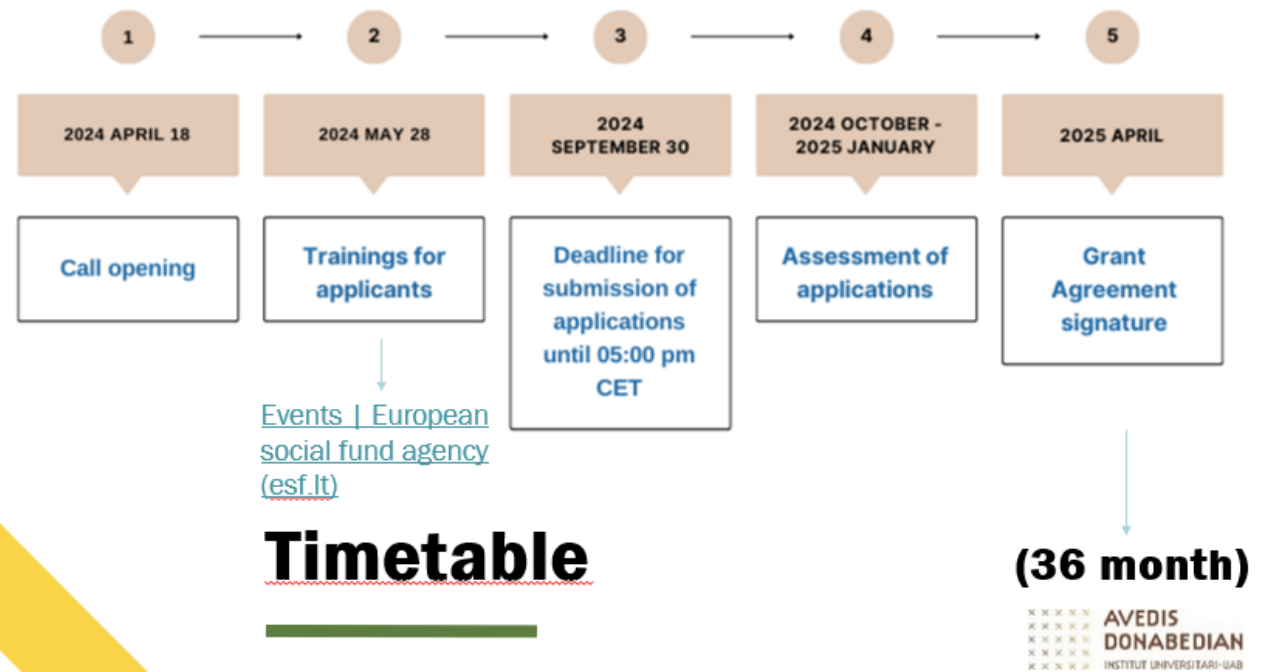 1
2
3
4
5
2024 APRIL 18
2024 MAY 28
2024
SEPTEMBER 30
2024 OCTOBER -
2025 JANUARY
2025 APRIL
Call opening
Trainings for
applicants
Deadline for
submission of
applications
until 05:00 pm
CET
Assessment of
applications
Grant
Agreement
signature
Events | European
social fund agency
(esf.lt)
Timetable
(36 month)
AVEDIS
DONABEDIAN
INSTITUT UNIVERSITARI-UAB